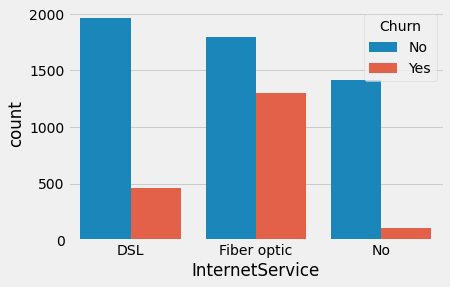 2000
1500
1000
500
0
count
Churn
No
Yes
DSL
Fiber optic
No
InternetService